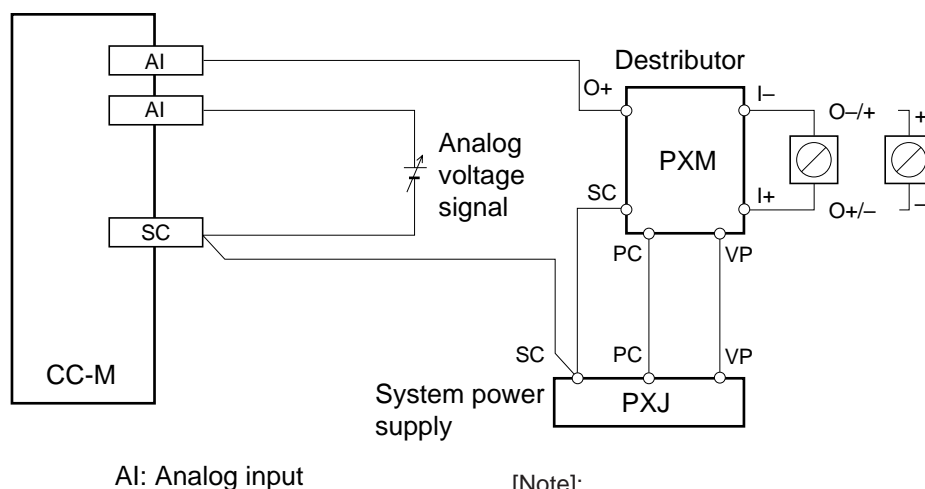 AI
AI
SC
CC-M
Analog
voltage
signal
Destributor
O+
I–
PXM
SC
I+
PC
VP
O–/+
O+/–
+
–
SC
PC
VP
System power
supply
PXJ
AI: Analog input
[Note]: